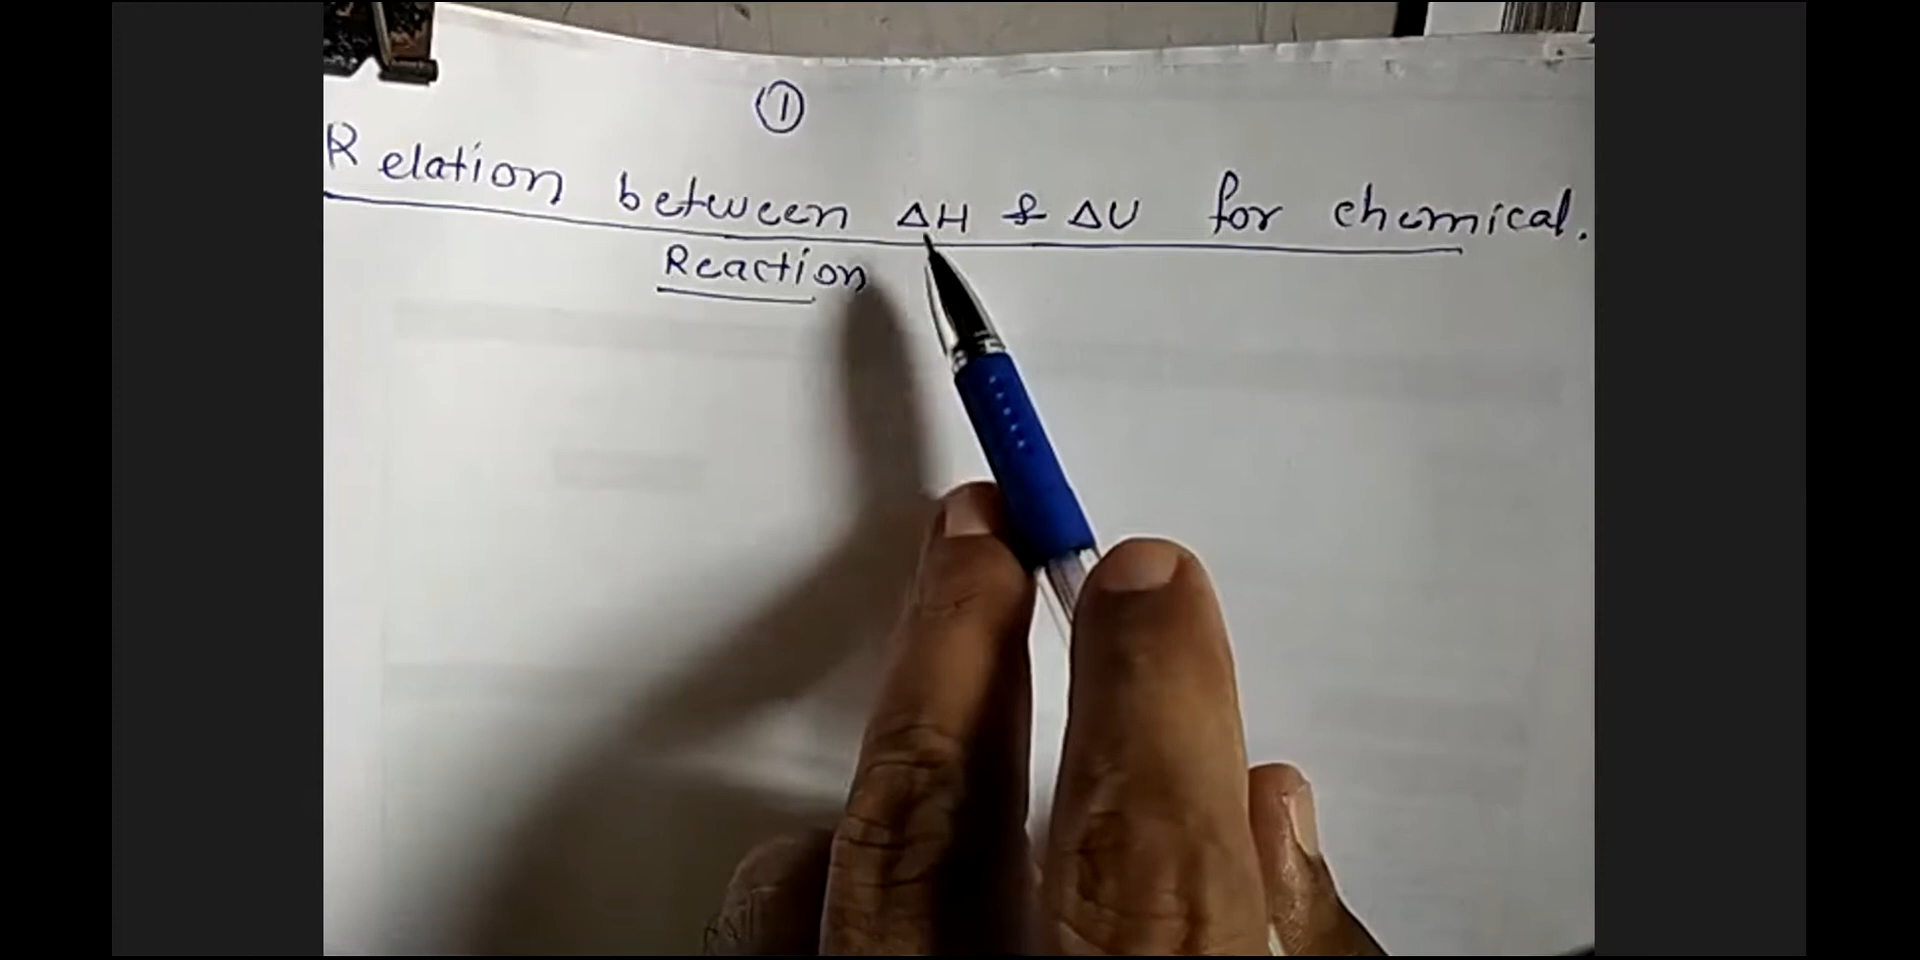 ①
Relation between ΔH & ΔU for chemical.
Reaction